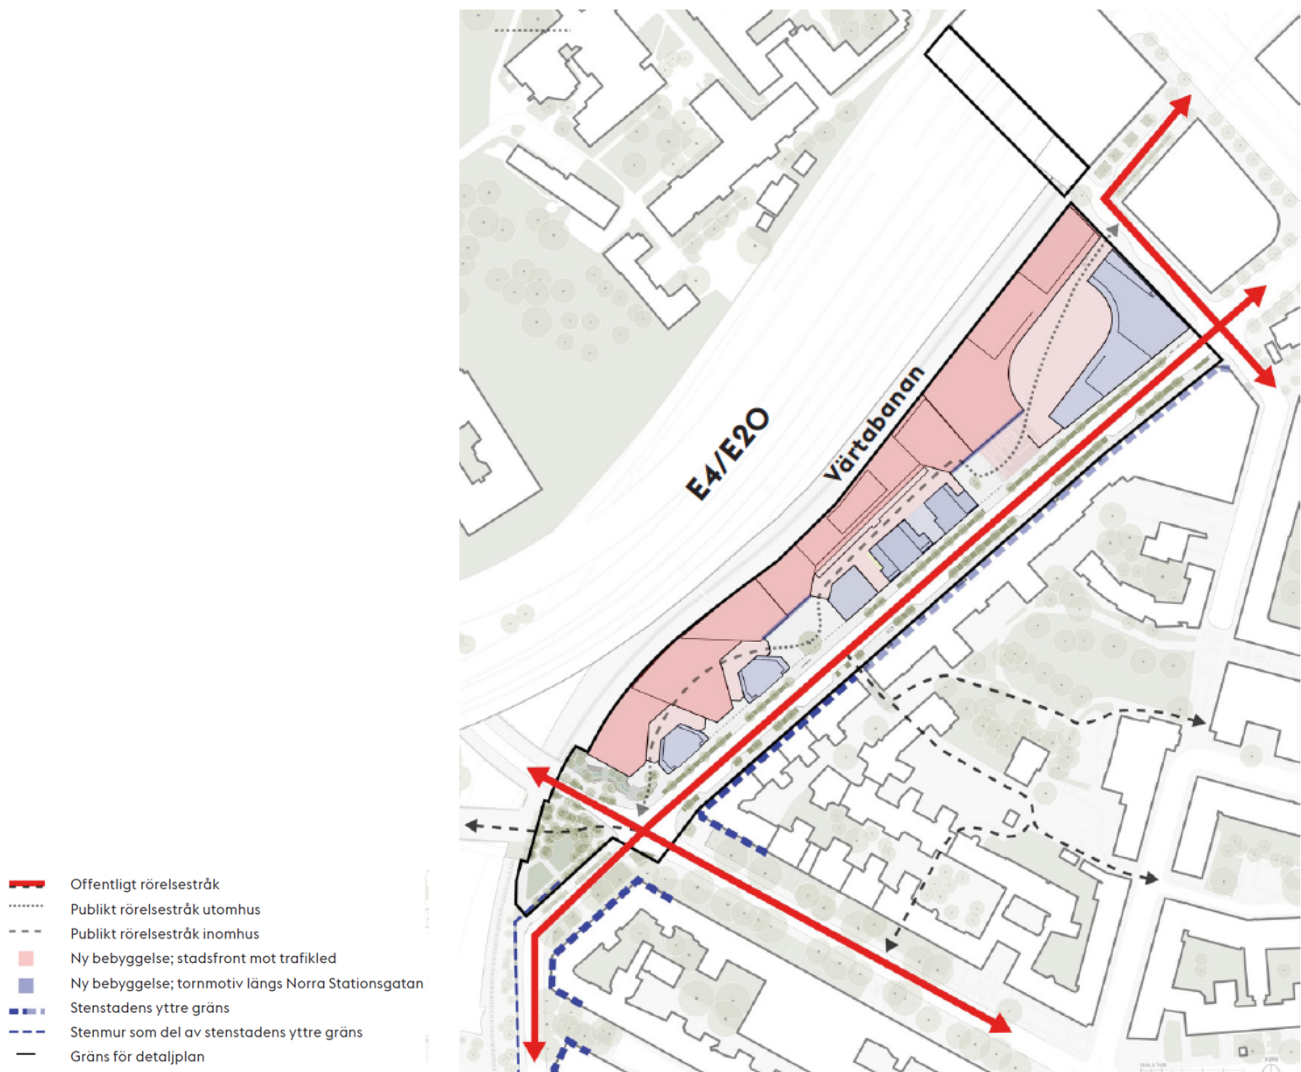 E4/E20
Värtabanan
Offentligt rörelsestråk
Publikt rörelsestråk utomhus
Publikt rörelsestråk inomhus
Ny bebyggelse; stadsfront mot trafikled
Ny bebyggelse; tornmotiv längs Norra Stationsgatan
Stenstadens yttre gräns
Stenmur som del av stenstadens yttre gräns
Gräns för detaljplan